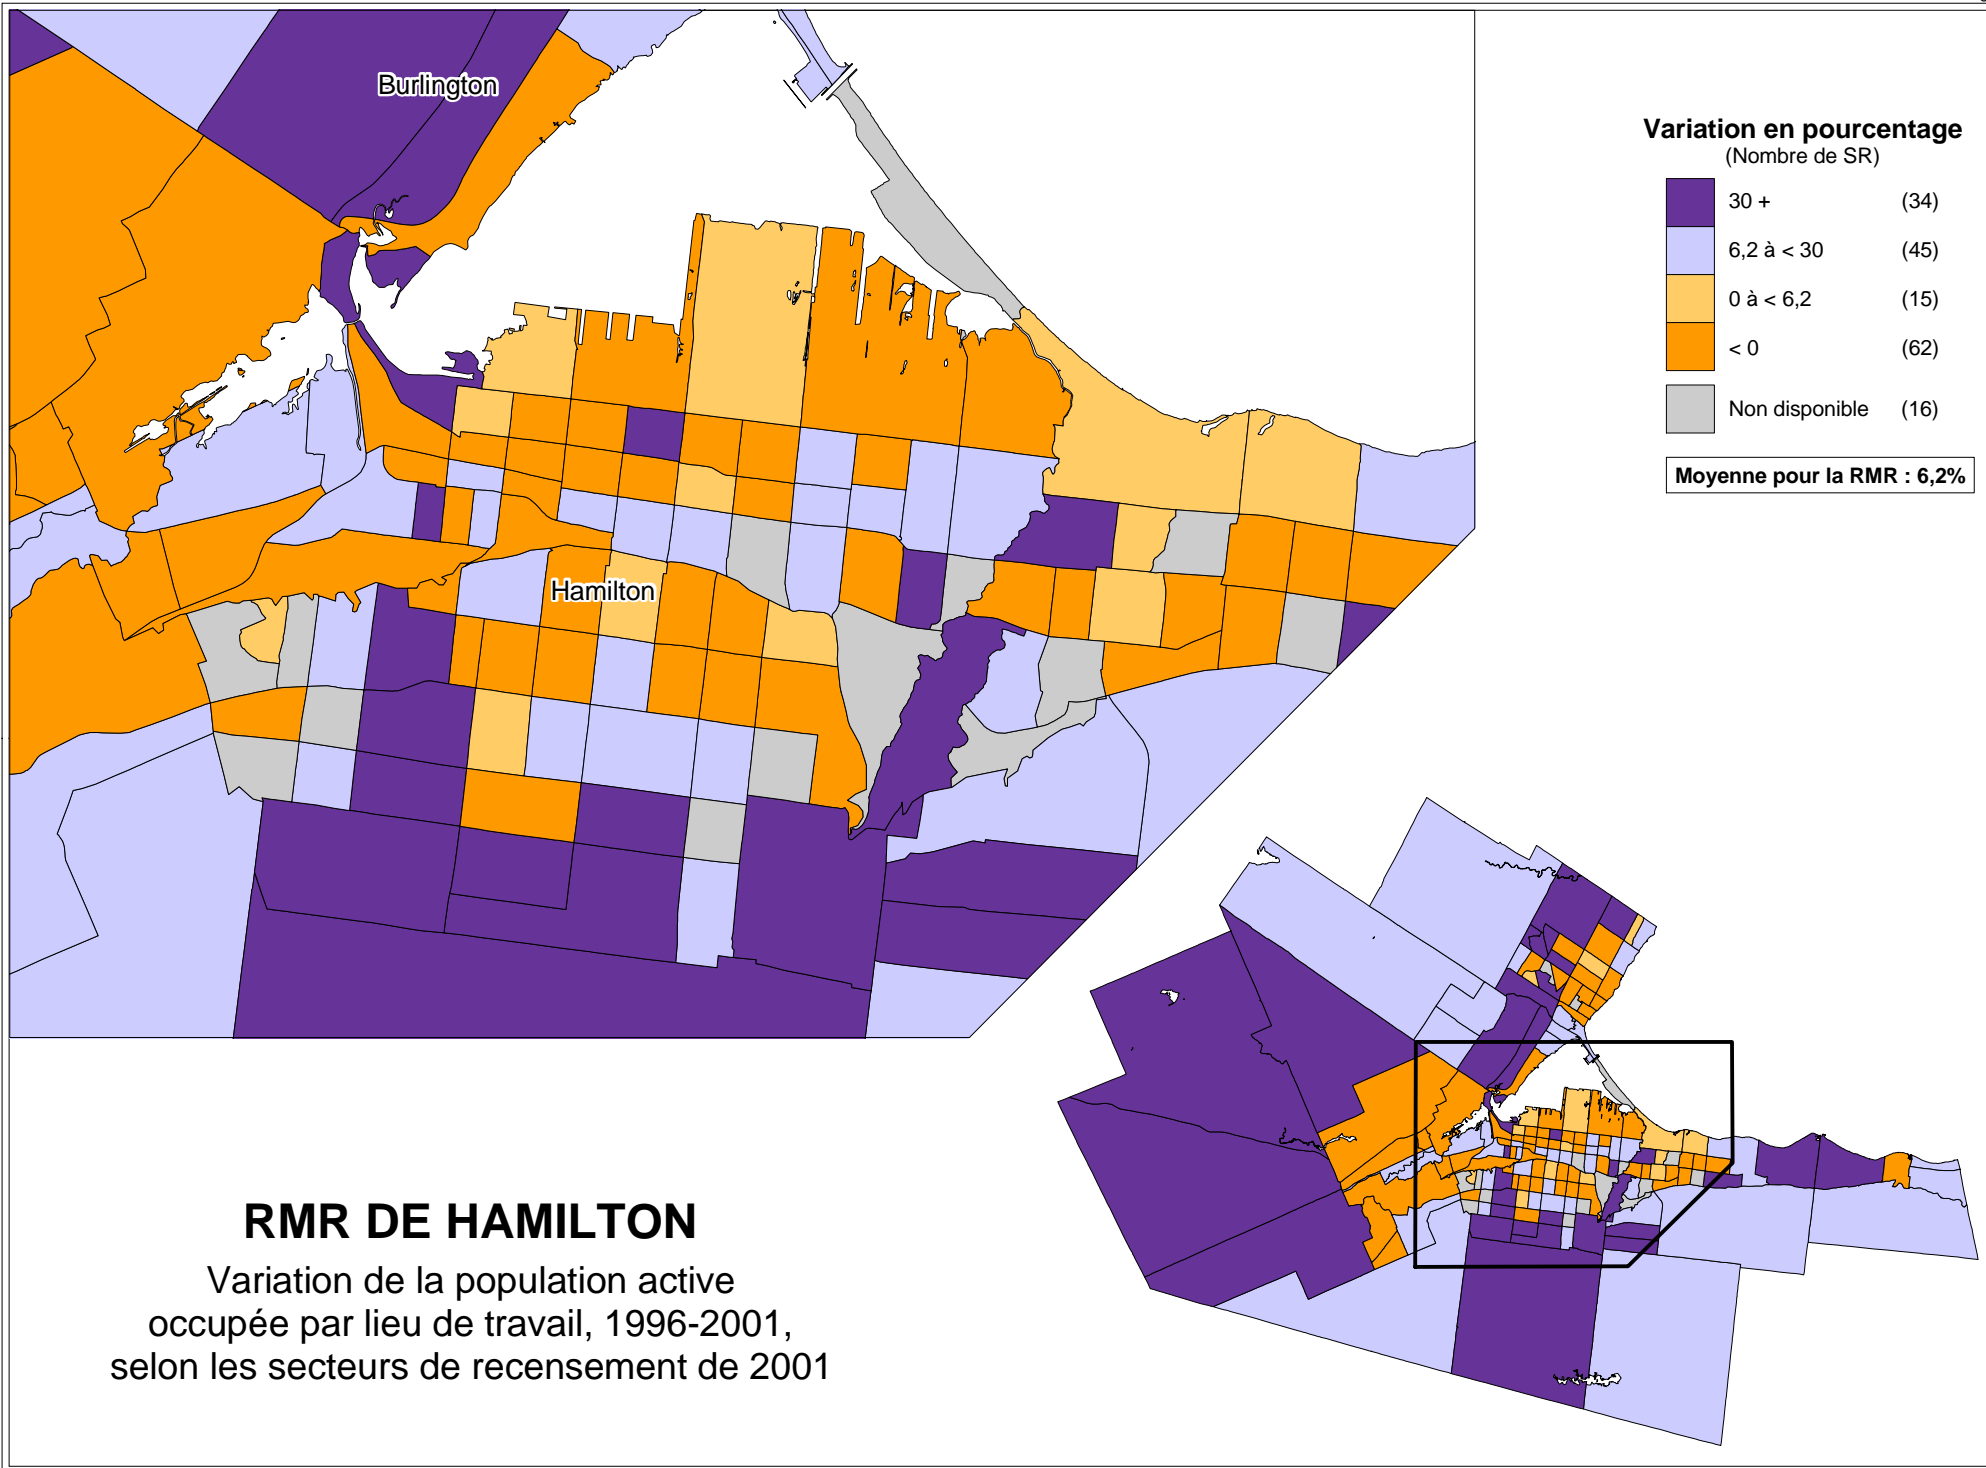 Burlington
Hamilton
Variation en pourcentage
(Nombre de SR)
30 + (34)
6,2 à < 30 (45)
0 à < 6,2 (15)
< 0 (62)
Non disponible (16)
Moyenne pour la RMR : 6,2%
RMR DE HAMILTON
Variation de la population active
occupée par lieu de travail, 1996-2001,
selon les secteurs de recensement de 2001